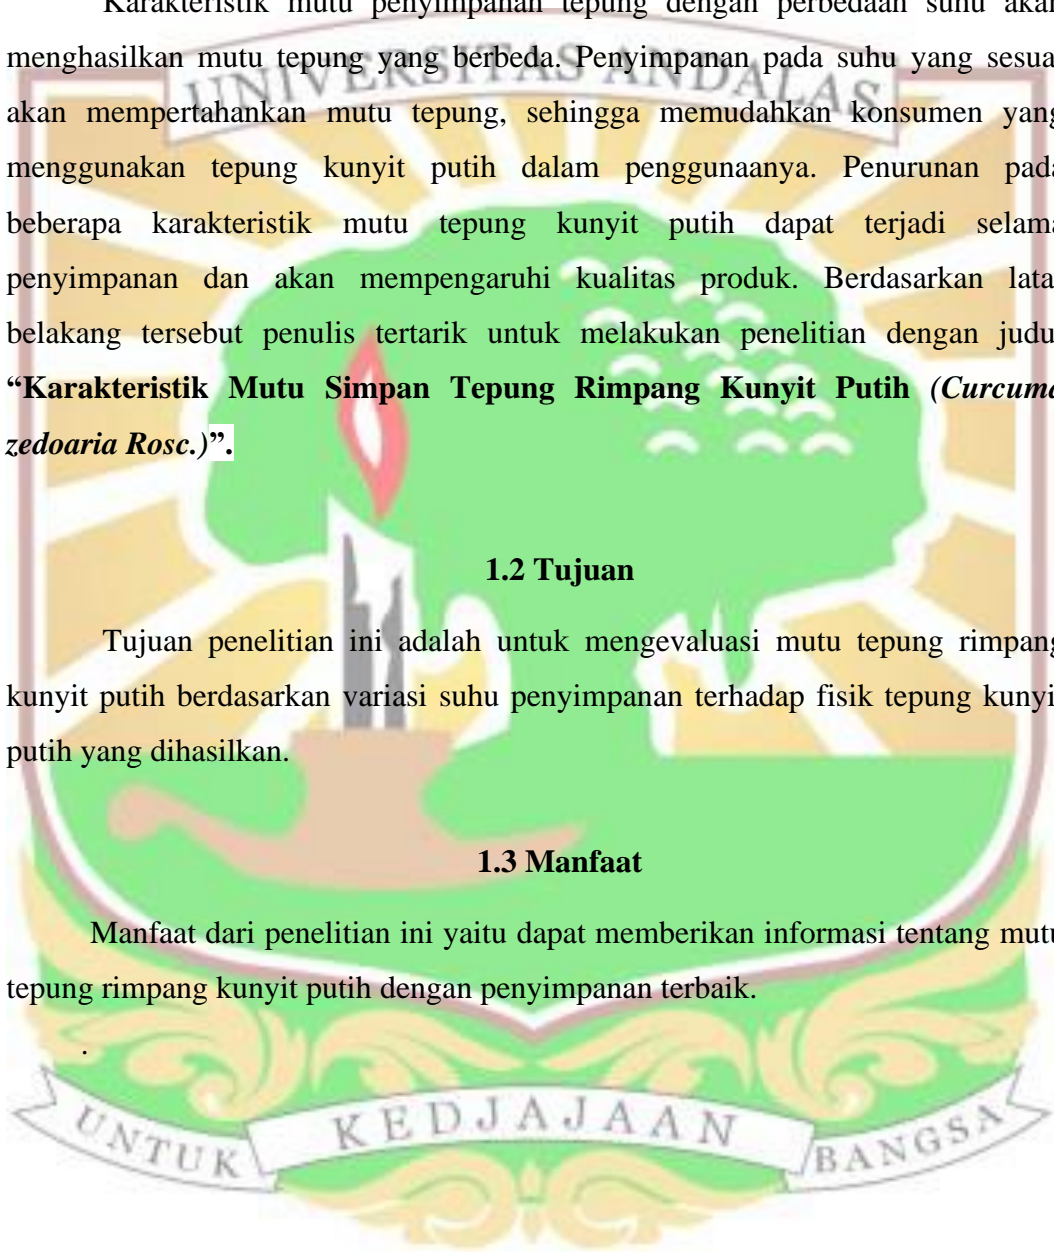 Karakteristik mutu penyimpanan tepung dengan perbedaan suhu akan
menghasilkan mutu tepung yang berbeda. Penyimpanan pada suhu yang sesua
UNIVERSITAS ANDALAS
akan mempertahankan mutu tepung, sehingga memudahkan konsumen yang
menggunakan tepung kunyit putih dalam penggunaanya. Penurunan pada
beberapa karakteristik mutu tepung kunyit putih dapat terjadi selama
penyimpanan dan akan mempengaruhi kualitas produk. Berdasarkan lata
belakang tersebut penulis tertarik untuk melakukan penelitian dengan judu
“Karakteristik Mutu Simpan Tepung Rimpang Kunyit Putih (Curcuma
zedoaria Rosc.)”.
1.2 Tujuan
Tujuan penelitian ini adalah untuk mengevaluasi mutu tepung rimpang
kunyit putih berdasarkan variasi suhu penyimpanan terhadap fisik tepung kunyi
putih yang dihasilkan.
1.3 Manfaat
Manfaat dari penelitian ini yaitu dapat memberikan informasi tentang mutu
tepung rimpang kunyit putih dengan penyimpanan terbaik.
.
UNTUK KEDJAJAAN BANGSA